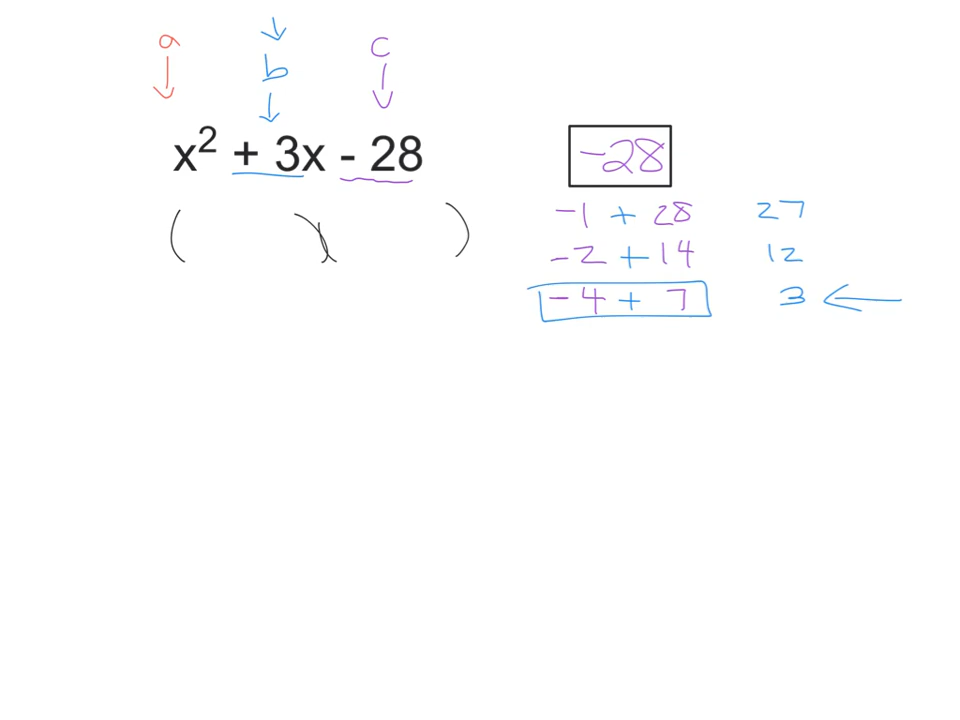 a b c
x² + 3x - 28
( )( )
-28
-1 + 28 27
-2 + 14 12
-4 + 7 3